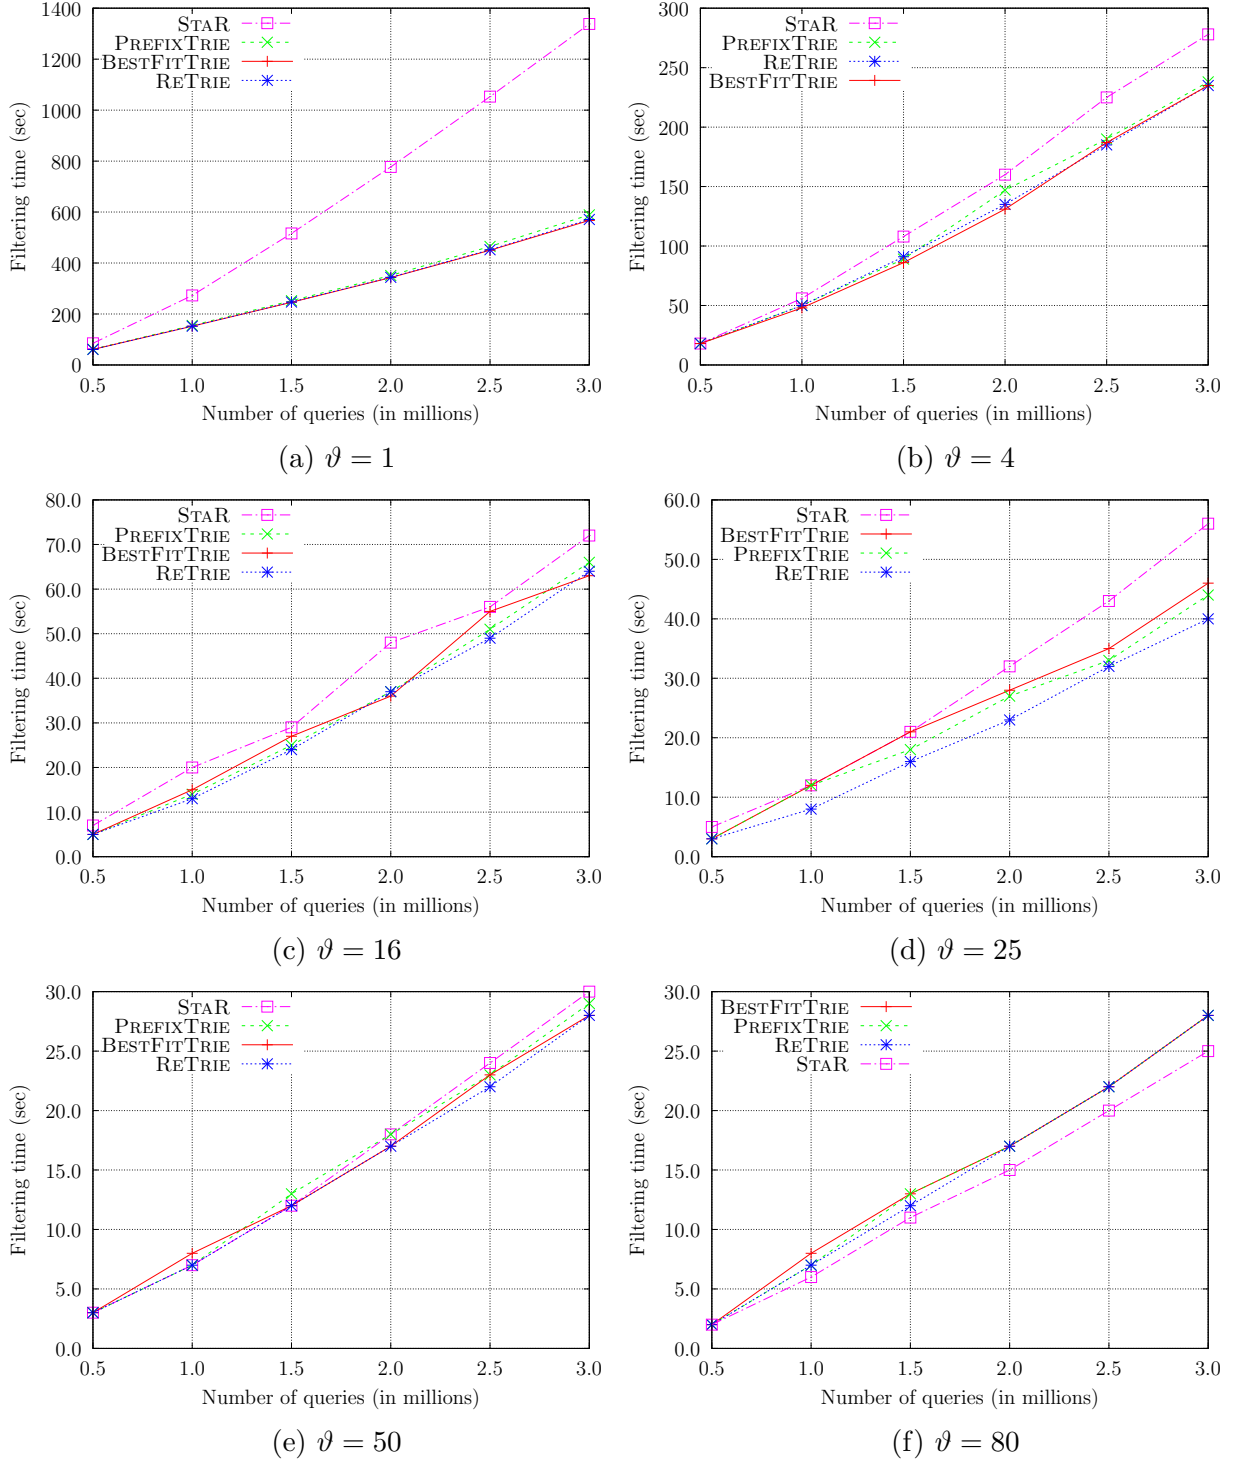 1400
1200
1000
800
600
400
200
0
0.5 1.0 1.5 2.0 2.5 3.0
Filtering time (sec)
Number of queries (in millions)
STAR
PREFIXTRIE
BESTFITTRIE
RETRIE
(a) ϑ = 1
300
250
200
150
100
50
0
0.5 1.0 1.5 2.0 2.5 3.0
Filtering time (sec)
Number of queries (in millions)
STAR
PREFIXTRIE
RETRIE
BESTFITTRIE
(b) ϑ = 4
80.0
70.0
60.0
50.0
40.0
30.0
20.0
10.0
0.0
0.5 1.0 1.5 2.0 2.5 3.0
Filtering time (sec)
Number of queries (in millions)
STAR
PREFIXTRIE
BESTFITTRIE
RETRIE
(c) ϑ = 16
60.0
50.0
40.0
30.0
20.0
10.0
0.0
0.5 1.0 1.5 2.0 2.5 3.0
Filtering time (sec)
Number of queries (in millions)
STAR
BESTFITTRIE
PREFIXTRIE
RETRIE
(d) ϑ = 25
30.0
25.0
20.0
15.0
10.0
5.0
0.0
0.5 1.0 1.5 2.0 2.5 3.0
Filtering time (sec)
Number of queries (in millions)
STAR
PREFIXTRIE
BESTFITTRIE
RETRIE
(e) ϑ = 50
30.0
25.0
20.0
15.0
10.0
5.0
0.0
0.5 1.0 1.5 2.0 2.5 3.0
Filtering time (sec)
Number of queries (in millions)
BESTFITTRIE
PREFIXTRIE
RETRIE
STAR
(f) ϑ = 80